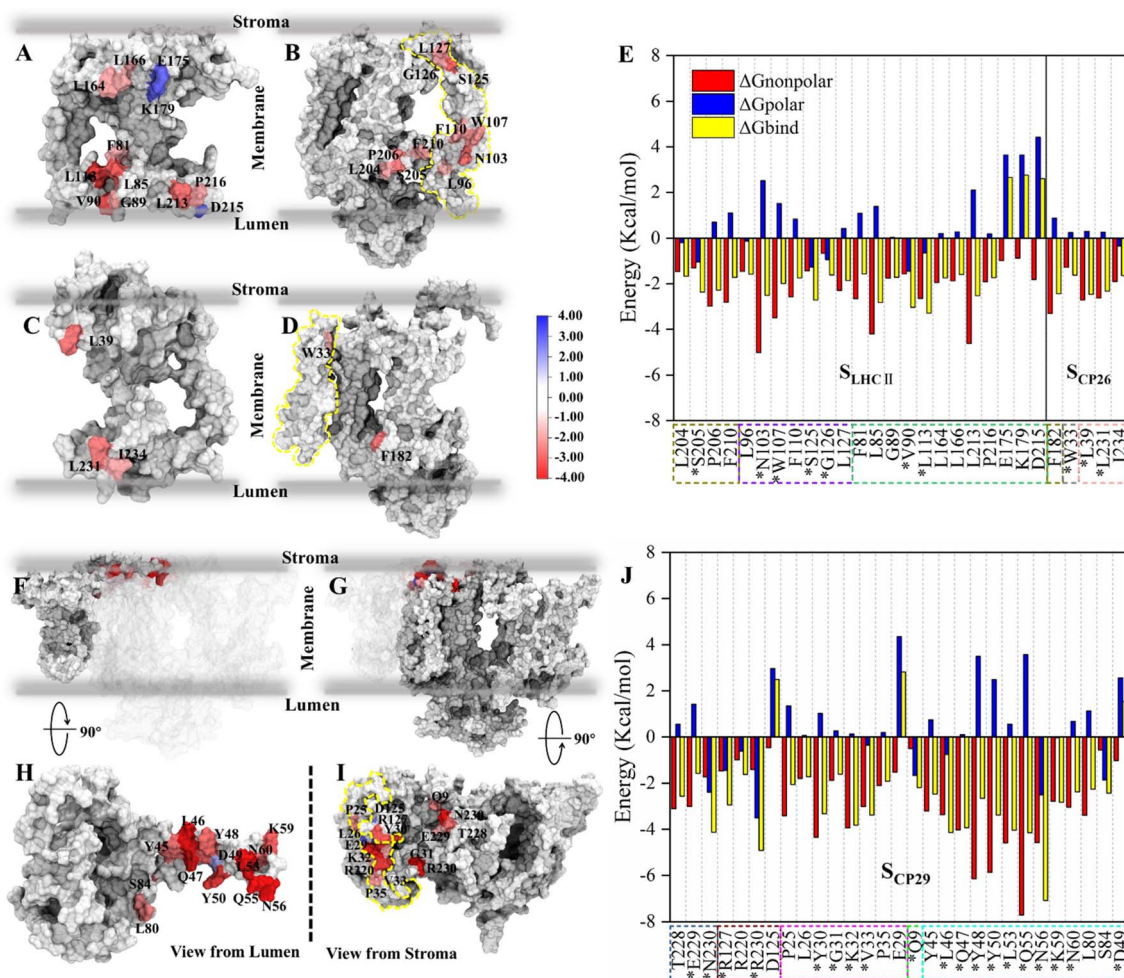 Stroma
A
L166
E175
L164
K179
F81
L113
L85
P216
V90
G89
L213
D215
Membrane
B
L127
G126
S125
F110
W107
P206
F210
N103
L204
S205
L96
Lumen
Stroma
C
L39
L231
I234
Membrane
D
W33
F182
Lumen
4.00
3.00
2.00
1.00
0.00
-1.00
-2.00
-3.00
-4.00
E
Energy (Kcal/mol)
8
6
4
2
0
-2
-4
-6
-8
ΔGnonpolar
ΔGpolar
ΔGbind
S LHC II
S CP26
L204
*S205
P206
F210
L96
*N103
*W107
F110
*S125
*G126
L127
F81
L85
G89
*V90
*L113
L164
L166
L213
P216
E175
K179
D215
F182
*W33
*L39
*L231
I234
Stroma
F
G
Membrane
Lumen
90°
90°
H
L46
Y48
K59
Y45
D49
N60
L53
Q47
S84
Y50
Q55
N56
L80
View from Lumen
I
Q9
P25
D125
R127
N230
L26
Y30
E229
T228
E29
G31
K32
R220
V33
R230
P35
View from Stroma
J
Energy (Kcal/mol)
8
6
4
2
0
-2
-4
-6
-8
S CP29
T228
*E229
*N230
*R127
R220
*R230
D125
P25
L26
*Y30
*G31
*K32
*V33
P35
E29
*Q9
Y45
*L46
*Q47
*Y48
*Y50
*L53
*Q55
*N56
*K59
*N60
L80
S84
*D49